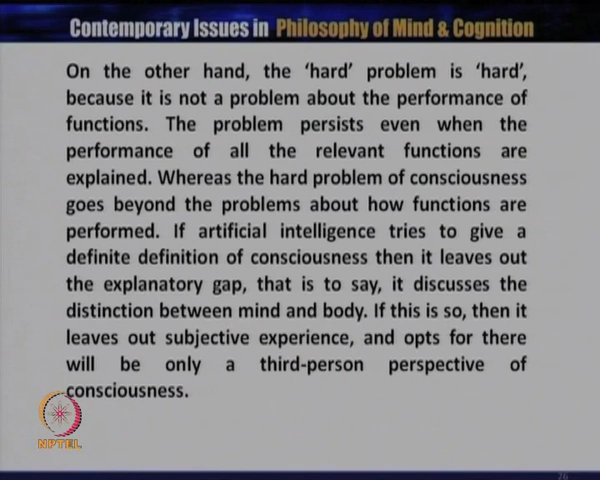 Contemporary Issues in Philosophy of Mind & Cognition
On the other hand, the 'hard' problem is 'hard',
because it is not a problem about the performance of
functions. The problem persists even when the
performance of all the relevant functions are
explained. Whereas the hard problem of consciousness
goes beyond the problems about how functions are
performed. If artificial intelligence tries to give a
definite definition of consciousness then it leaves out
the explanatory gap, that is to say, it discusses the
distinction between mind and body. If this is so, then it
leaves out subjective experience, and opts for there
will be only a third-person perspective of
consciousness.
NPTEL
26